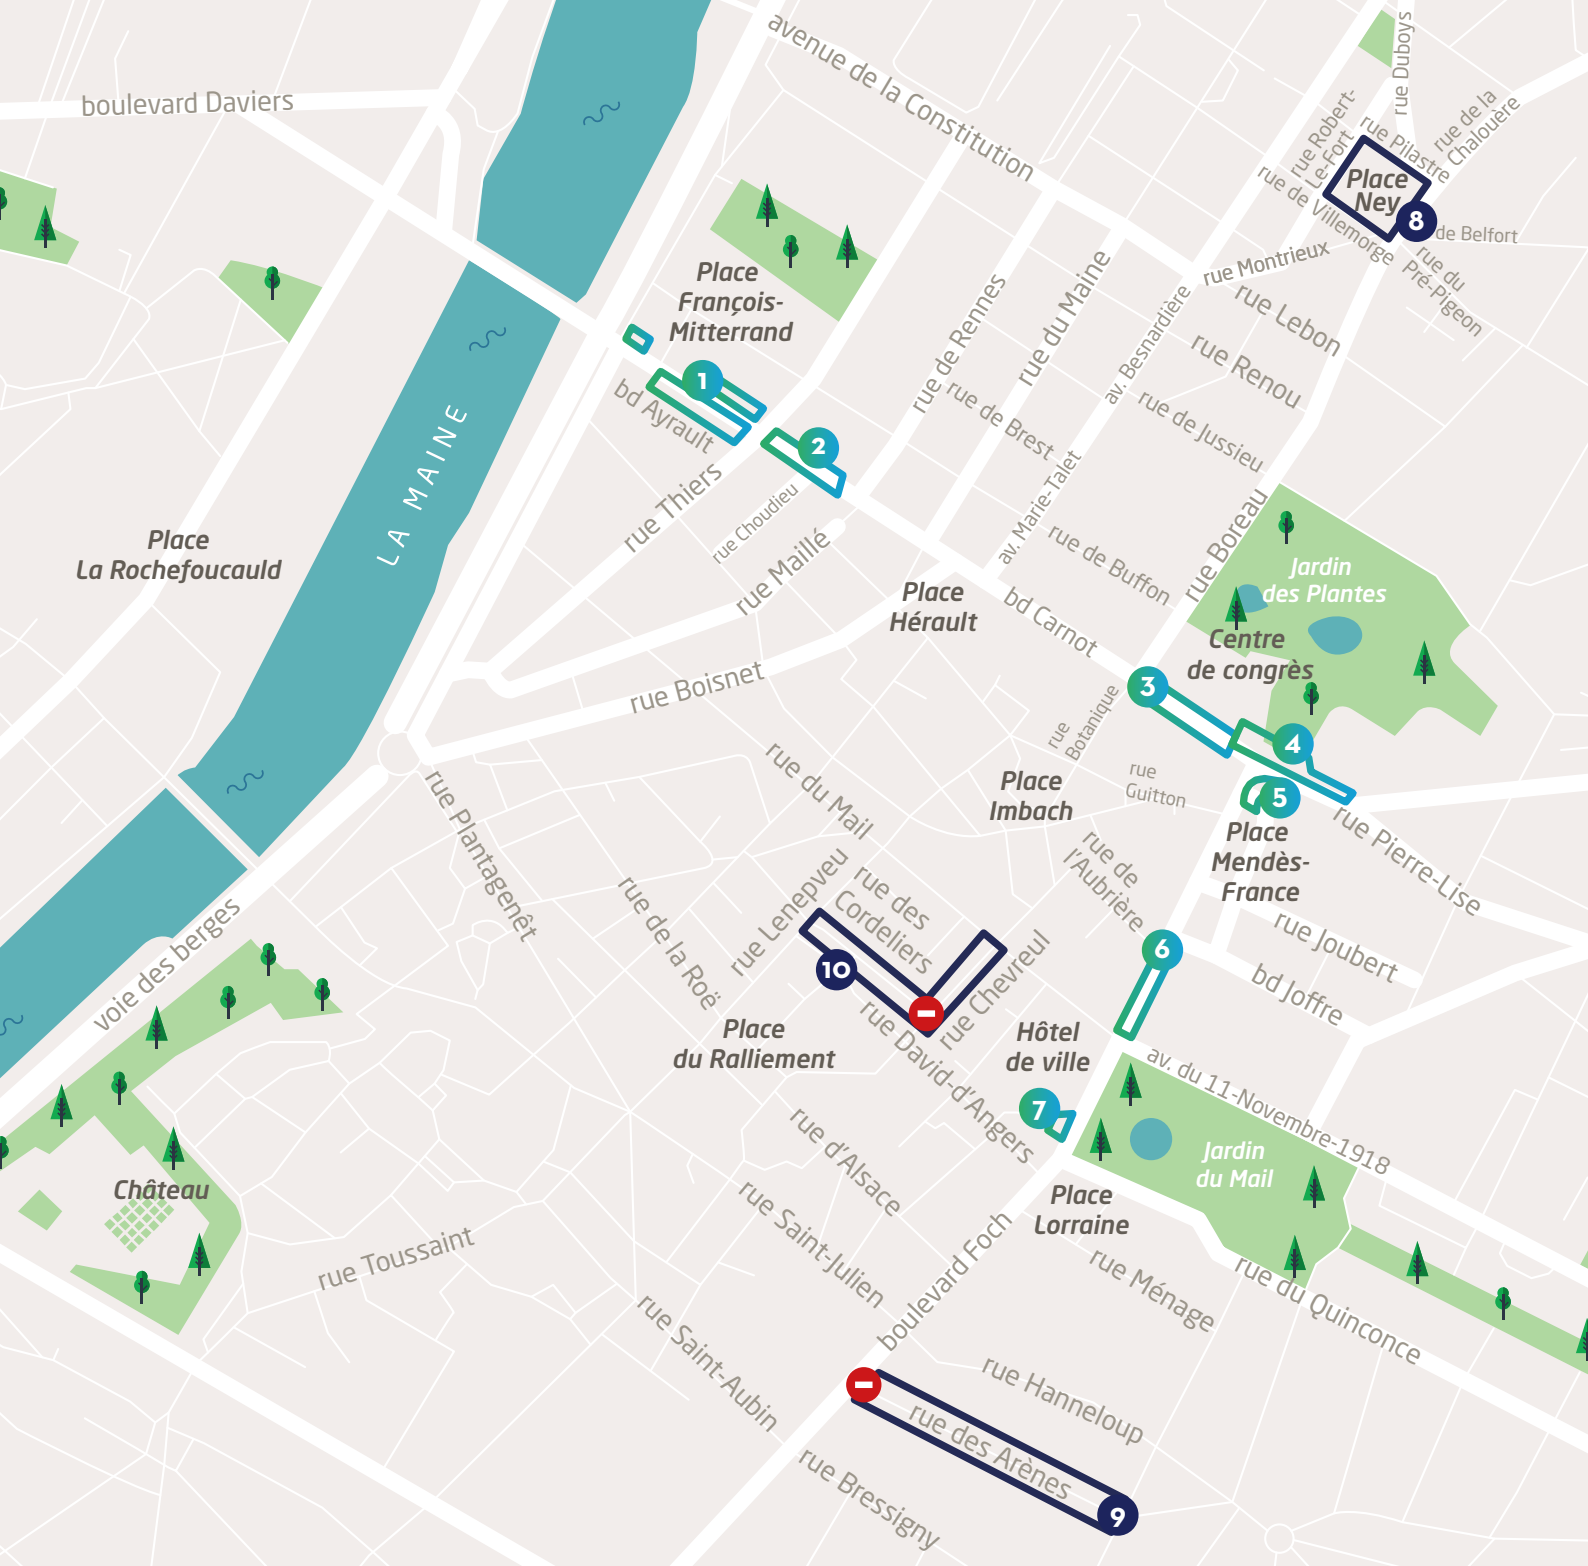 avenue de la Constitution
boulevard Daviers
rue Duboys
rue de la
Chalouère
rue Robert-
Le-Fort
rue Pilastre
Place
Ney
8
rue de Villemorge
de Belfort
rue du
Pré-Pigeon
rue Montrieux
Place
François-
Mitterrand
rue Lebon
rue Renou
rue de Rennes
rue du Maine
av. Besnardière
1
bd Ayrault
2
rue de Brest
rue de Jussieu
LA MAINE
rue Thiers
rue Choudieu
rue Maillé
av. Marie-Talet
rue Boreau
Place
La Rochefoucauld
rue de Buffon
Jardin
des Plantes
Place
Hérault
bd Carnot
Centre
de congrès
rue Boisnet
3
rue
Botanique
4
rue du Mail
Place
Imbach
rue
Guitton
5
rue Plantagenêt
Place
Mendès-
France
rue Pierre-Lise
rue de
l'Aubrière
rue de la Roë
rue Lenepveu
rue des
Cordeliers
voie des berges
rue Joubert
6
10
rue Chevreul
bd Joffre
Place
du Ralliement
rue David-d'Angers
Hôtel
de ville
av. du 11-Novembre-1918
7
rue d'Alsace
Jardin
du Mail
Château
rue Saint-Julien
Place
Lorraine
rue Toussaint
boulevard Foch
rue Ménage
rue du Quinconce
rue Saint-Aubin
rue Hanneloup
rue des Arènes
rue Bressigny
9